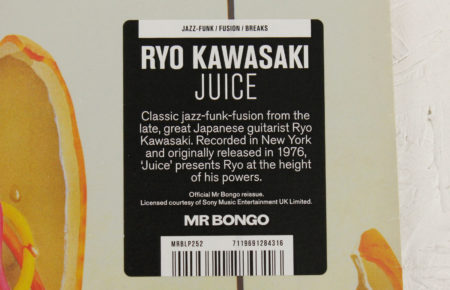 JAZZ-FUNK / FUSION / BREAKS
RYO KAWASAKI
JUICE
Classic jazz-funk-fusion from the
late, great Japanese guitarist Ryo
Kawasaki. Recorded in New York
and originally released in 1976,
‘Juice’ presents Ryo at the height
of his powers.
Official Mr Bongo reissue.
Licensed courtesy of Sony Music Entertainment UK Limited.
MR BONGO
MRBLP252 7119691284316